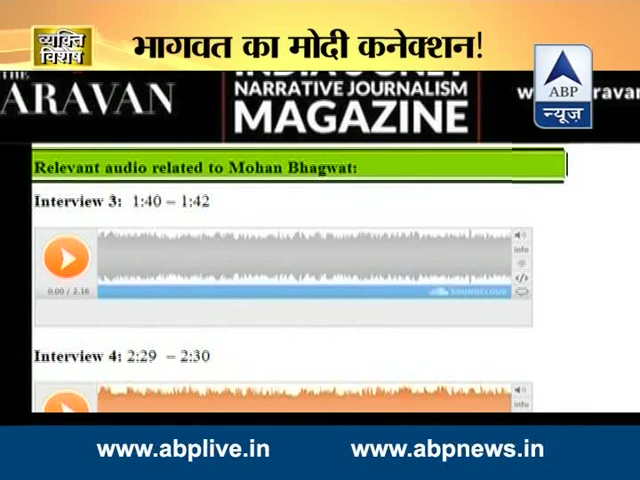 व्यक्ति
विशेष
भागवत का मोदी कनेक्शन!
THE
ARAVAN
NARRATIVE JOURNALISM
MAGAZINE
ABP
न्यूज़
Relevant audio related to Mohan Bhagwat:
Interview 3: 1:40 – 1:42
info
0.00 / 2.16
</>
SOUNDCLOUD
Interview 4: 2:29 – 2:30
info
www.abplive.in www.abpnews.in